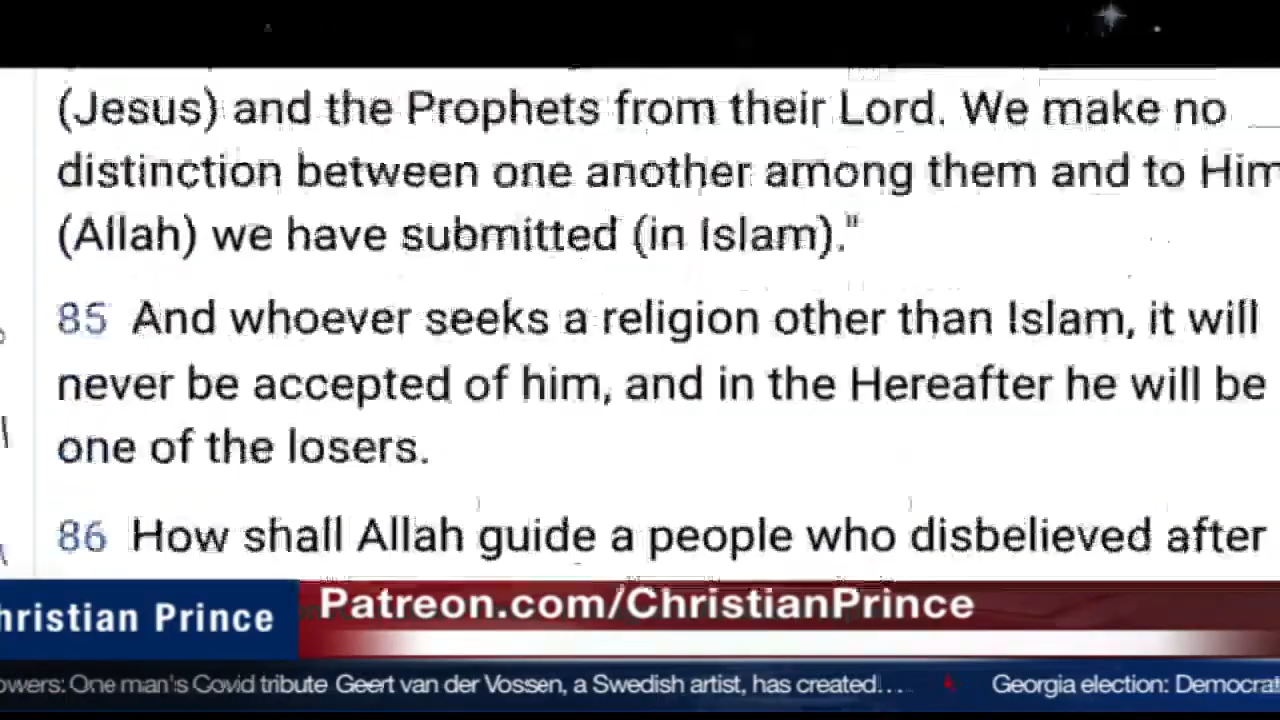 (Jesus) and the Prophets from their Lord. We make no
distinction between one another among them and to Him
(Allah) we have submitted (in Islam)."
85 And whoever seeks a religion other than Islam, it will
never be accepted of him, and in the Hereafter he will be
one of the losers.
86 How shall Allah guide a people who disbelieved after
hristian Prince
Patreon.com/ChristianPrince
owers: One man's Covid tribute Geert van der Vossen, a Swedish artist, has created... Georgia election: Democrat